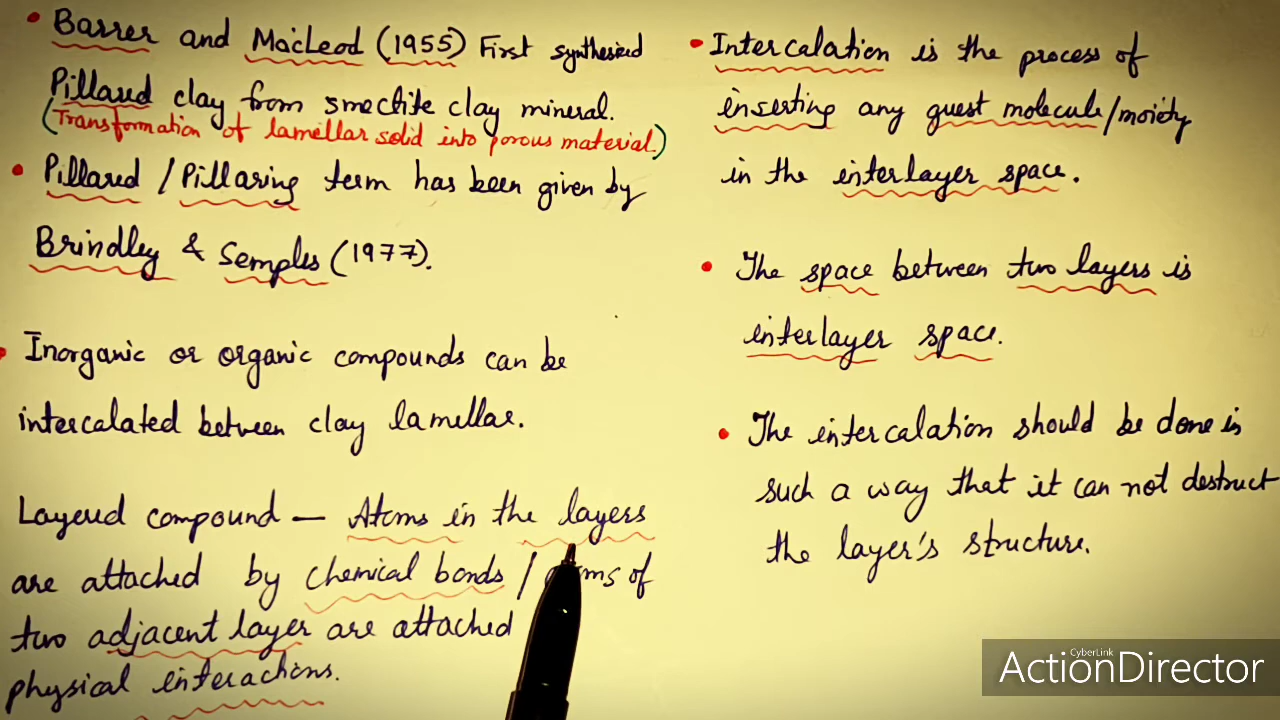 Barrer and MacLeod (1955) First synthesized
Pillared clay from smectite clay mineral.
(Transformation of lamellar solid into porous material.)
Pillared / Pillaring term has been given by
Brindley & Semples (1977).
Inorganic or organic compounds can be
intercalated between clay lamellar.
Layered compound — Atoms in the layers
are attached by chemical bonds / of
two adjacent layer are attached
physical interactions.
Intercalation is the process of
inserting any guest molecule/moiety
in the interlayer space.
The space between two layers is
interlayer space.
The intercalation should be done in
such a way that it can not destruct
the layer's structure.
CyberLink
ActionDirector